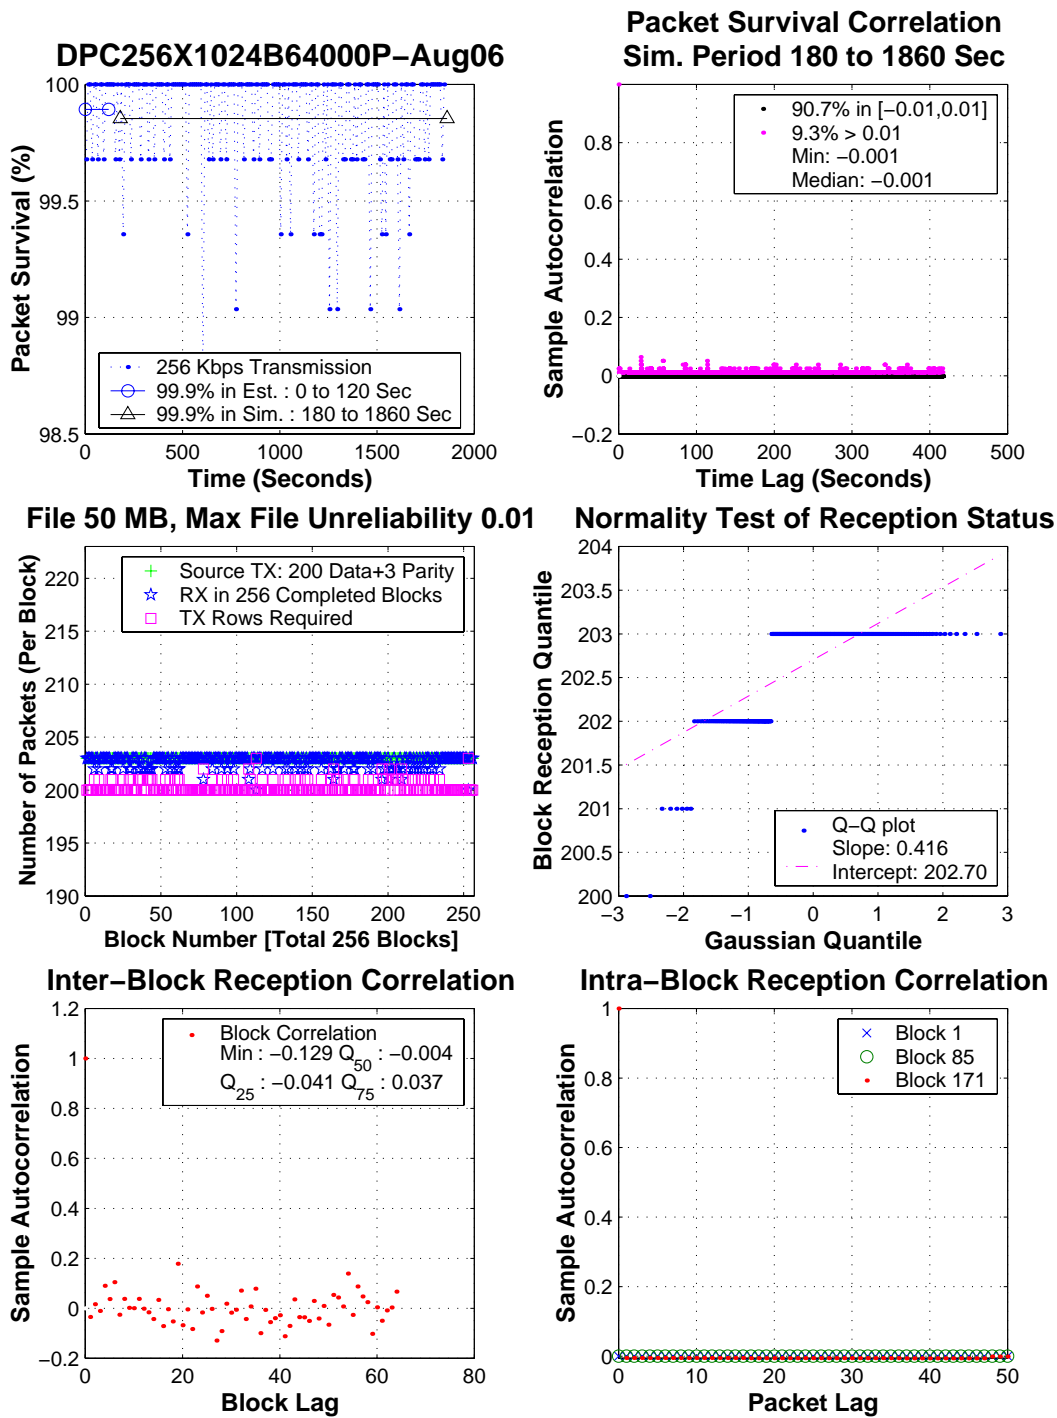 DPC256X1024B64000P−Aug06
100
99.5
99
98.5
0 500 1000 1500 2000
Packet Survival (%)
Time (Seconds)
256 Kbps Transmission
99.9% in Est. : 0 to 120 Sec
99.9% in Sim. : 180 to 1860 Sec
Packet Survival Correlation
Sim. Period 180 to 1860 Sec
0.8
0.6
0.4
0.2
0
−0.2
0 100 200 300 400 500
Sample Autocorrelation
Time Lag (Seconds)
90.7% in [−0.01,0.01]
9.3% > 0.01
Min: −0.001
Median: −0.001
File 50 MB, Max File Unreliability 0.01
220
215
210
205
200
195
190
0 50 100 150 200 250
Number of Packets (Per Block)
Block Number [Total 256 Blocks]
Source TX: 200 Data+3 Parity
RX in 256 Completed Blocks
TX Rows Required
Normality Test of Reception Status
204
203.5
203
202.5
202
201.5
201
200.5
200
−3 −2 −1 0 1 2 3
Block Reception Quantile
Gaussian Quantile
Q−Q plot
Slope: 0.416
Intercept: 202.70
Inter−Block Reception Correlation
1.2
1
0.8
0.6
0.4
0.2
0
−0.2
0 20 40 60 80
Sample Autocorrelation
Block Lag
Block Correlation
Min : −0.129 Q50 : −0.004
Q25 : −0.041 Q75 : 0.037
Intra−Block Reception Correlation
1
0.8
0.6
0.4
0.2
0
0 10 20 30 40 50
Sample Autocorrelation
Packet Lag
Block 1
Block 85
Block 171